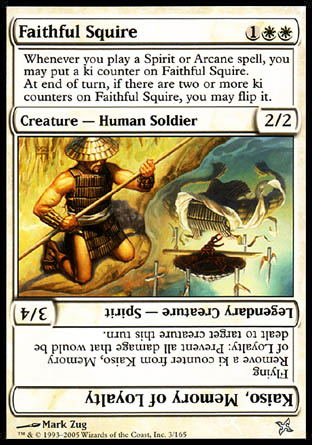 Faithful Squire 1
Whenever you play a Spirit or Arcane spell, you
may put a ki counter on Faithful Squire.
At end of turn, if there are two or more ki
counters on Faithful Squire, you may flip it.
Creature — Human Soldier 2/2
Kaiso, Memory of Loyalty
Flying
Remove a ki counter from Kaiso, Memory
of Loyalty: Prevent all damage that would be
dealt to target creature this turn.
Legendary Creature — Spirit 3/4
Mark Zug
™ & © 1993–2005 Wizards of the Coast, Inc. 3/165